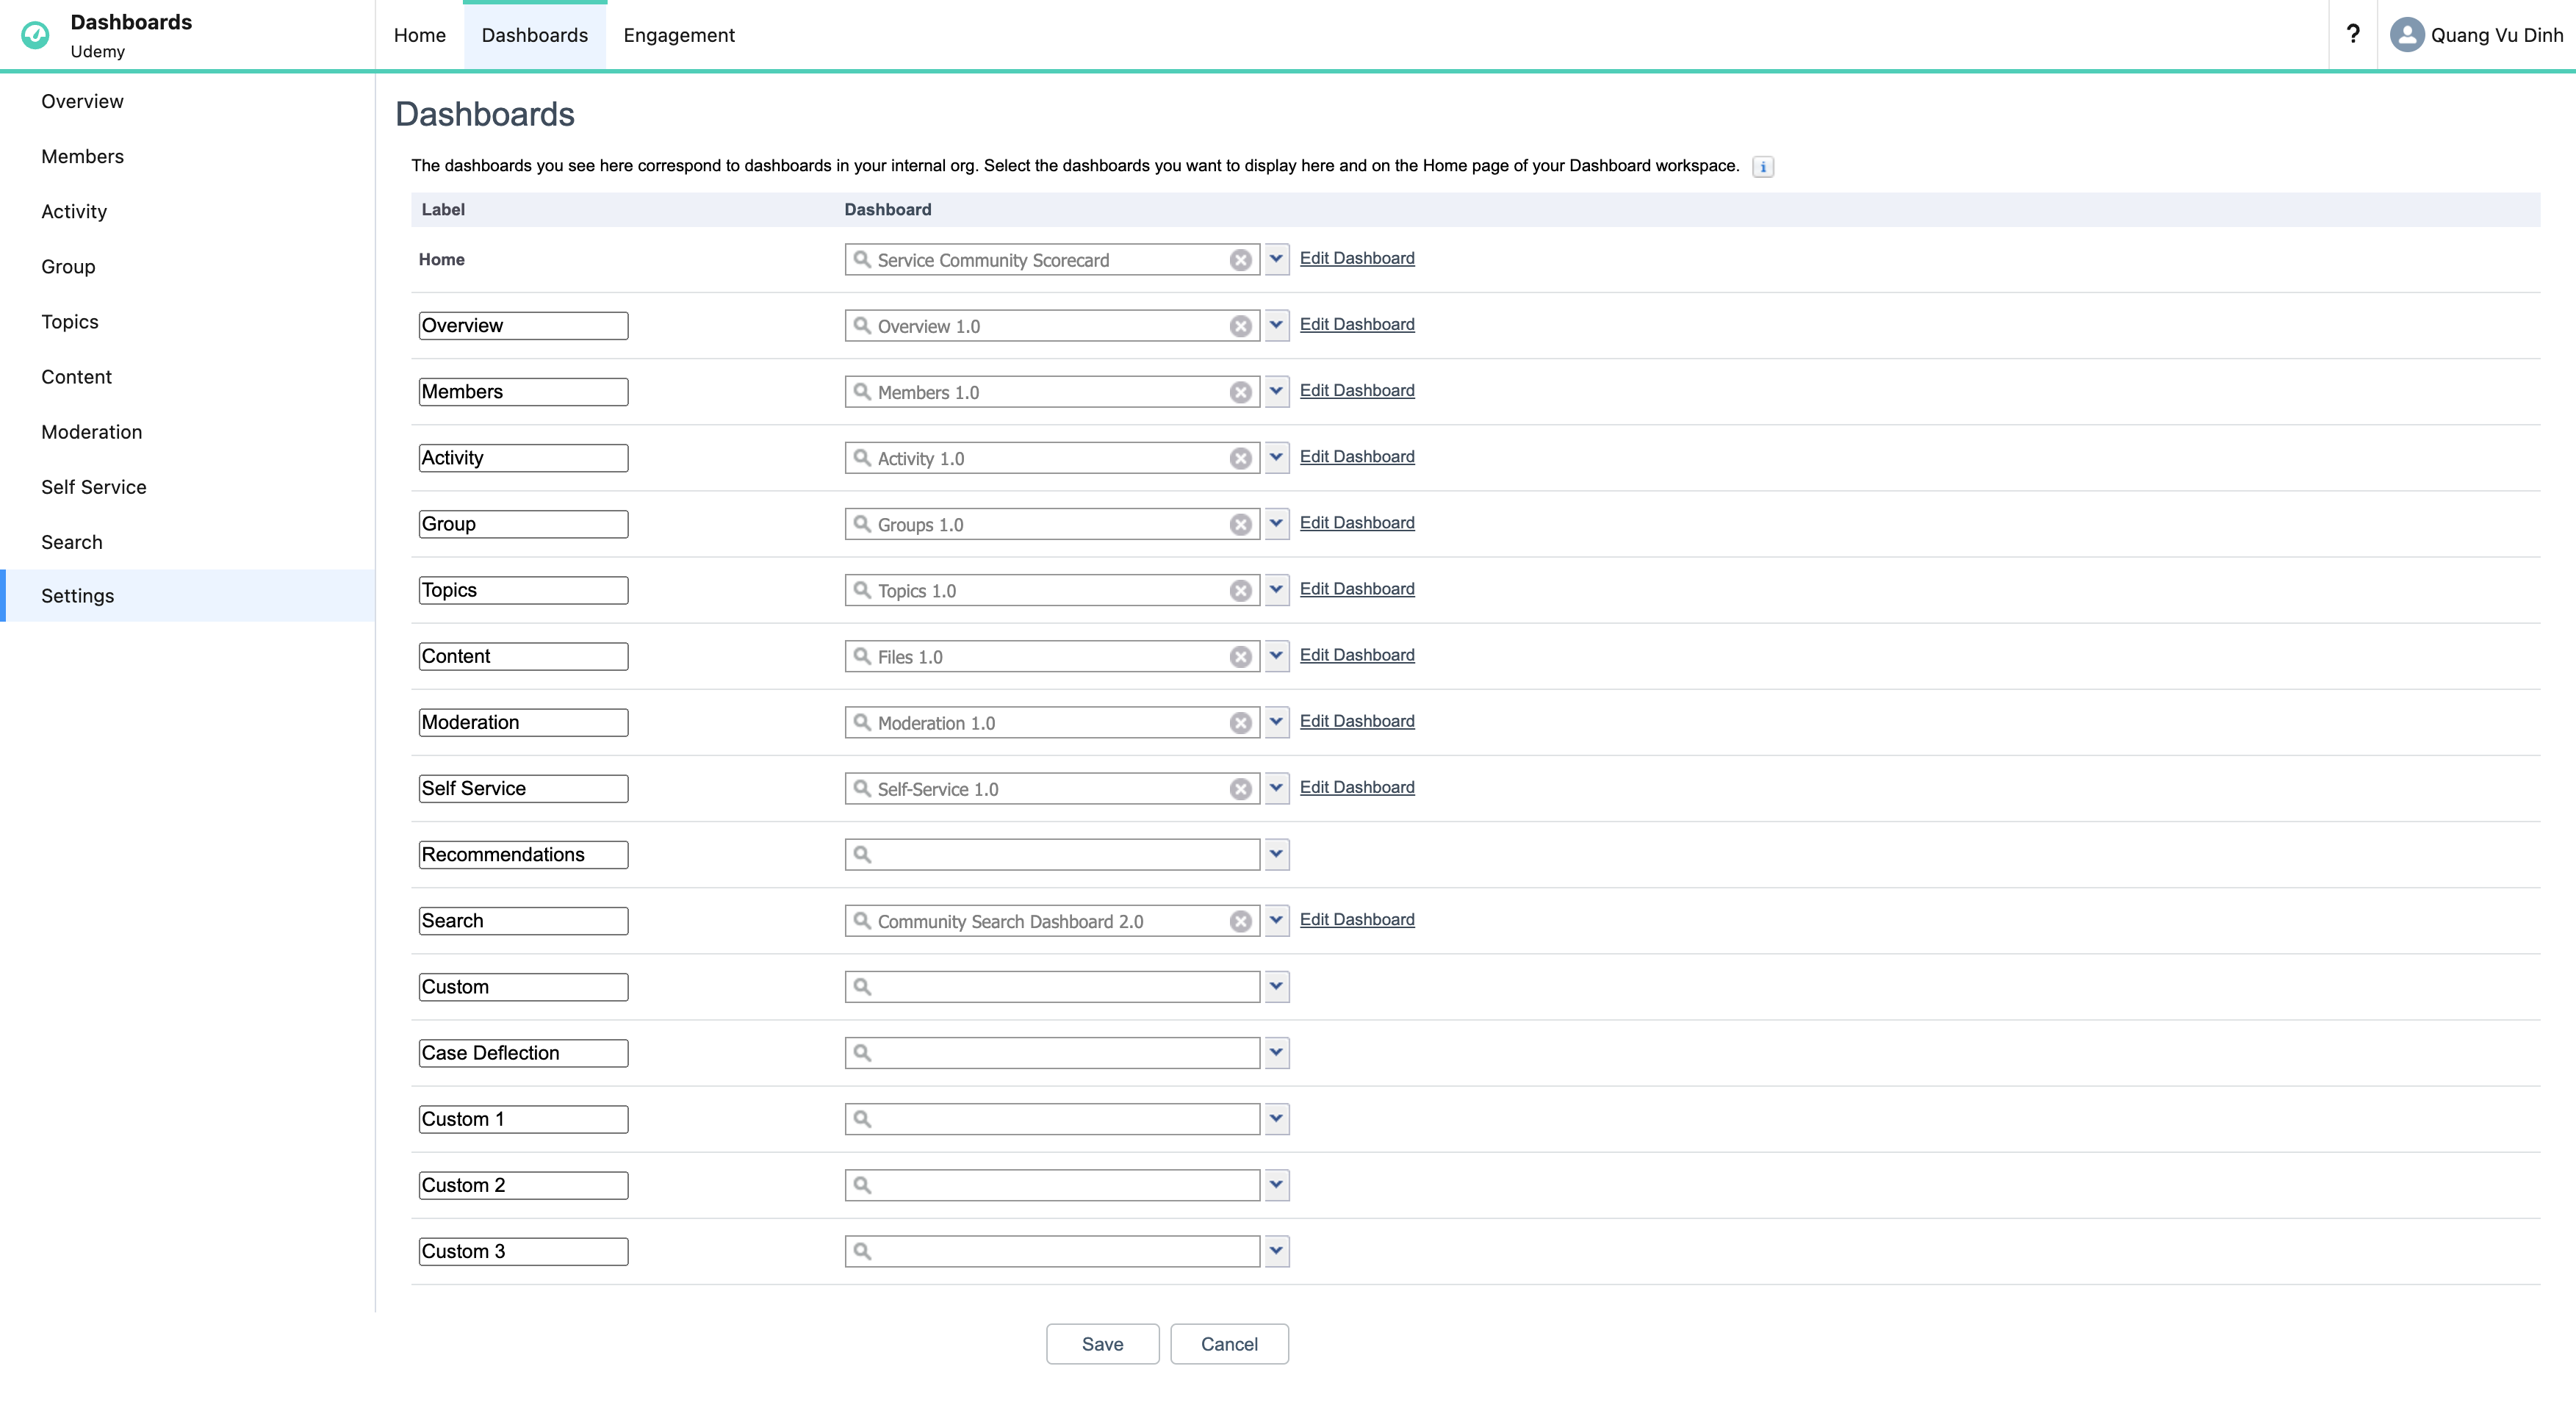 Dashboards
Udemy
Home
Dashboards
Engagement
?
Quang Vu Dinh
Overview
Members
Activity
Group
Topics
Content
Moderation
Self Service
Search
Settings
Dashboards
The dashboards you see here correspond to dashboards in your internal org. Select the dashboards you want to display here and on the Home page of your Dashboard workspace. i
Label Dashboard
Home Service Community Scorecard Edit Dashboard
Overview Overview 1.0 Edit Dashboard
Members Members 1.0 Edit Dashboard
Activity Activity 1.0 Edit Dashboard
Group Groups 1.0 Edit Dashboard
Topics Topics 1.0 Edit Dashboard
Content Files 1.0 Edit Dashboard
Moderation Moderation 1.0 Edit Dashboard
Self Service Self-Service 1.0 Edit Dashboard
Recommendations
Search Community Search Dashboard 2.0 Edit Dashboard
Custom
Case Deflection
Custom 1
Custom 2
Custom 3
Save Cancel